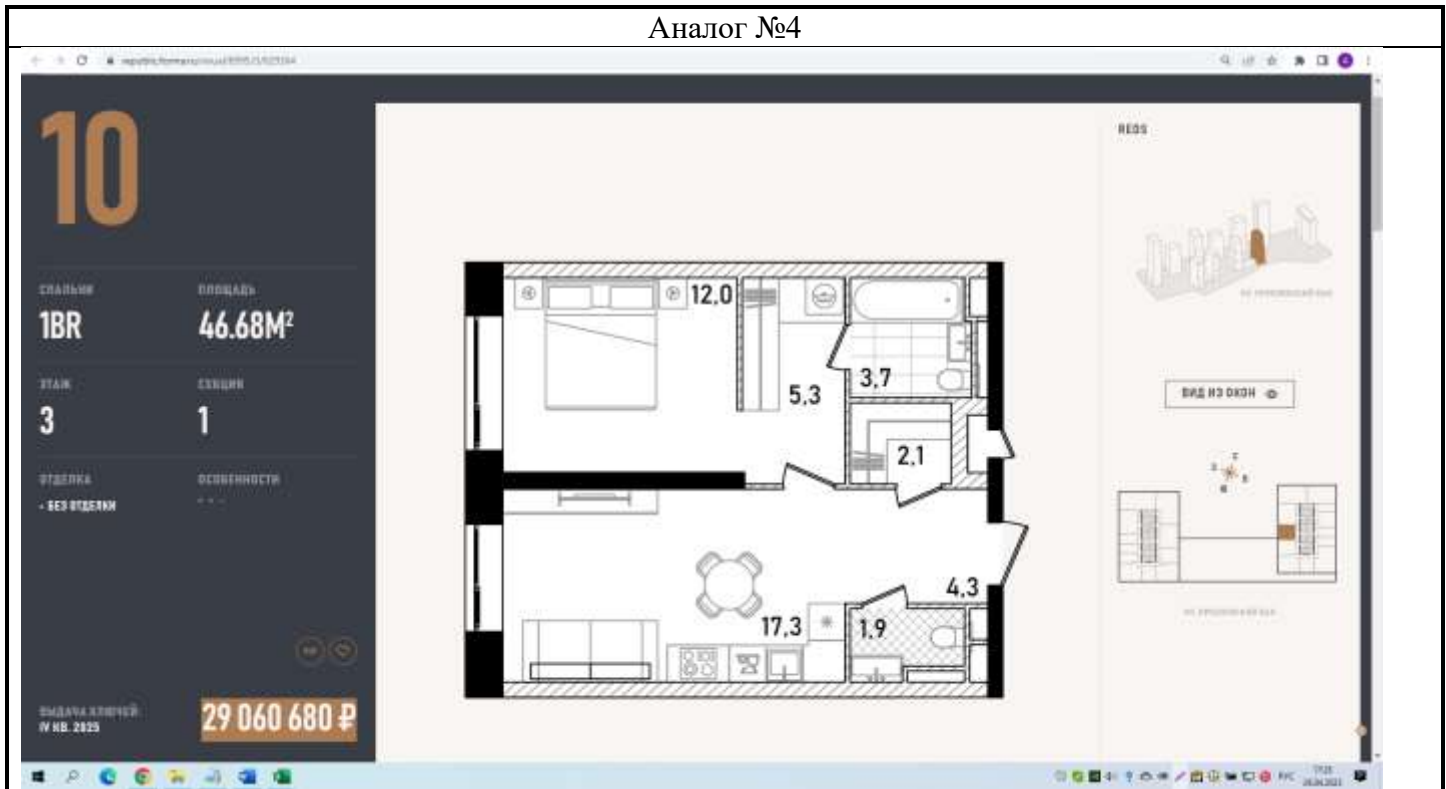 Аналог №4
10
REDS
СПАЛЬНИ ПЛОЩАДЬ
1BR 46.68М²
ЭТАЖ СЕКЦИЯ
3 1
ОТДЕЛКА ОСОБЕННОСТИ
- БЕЗ ОТДЕЛКИ - - -
12,0
5,3
3,7
2,1
4,3
17,3
1,9
ВИД ИЗ ОКОН
ВЫДАЧА КЛЮЧЕЙ:
IV КВ. 2025
29 060 680 ₽
РУС